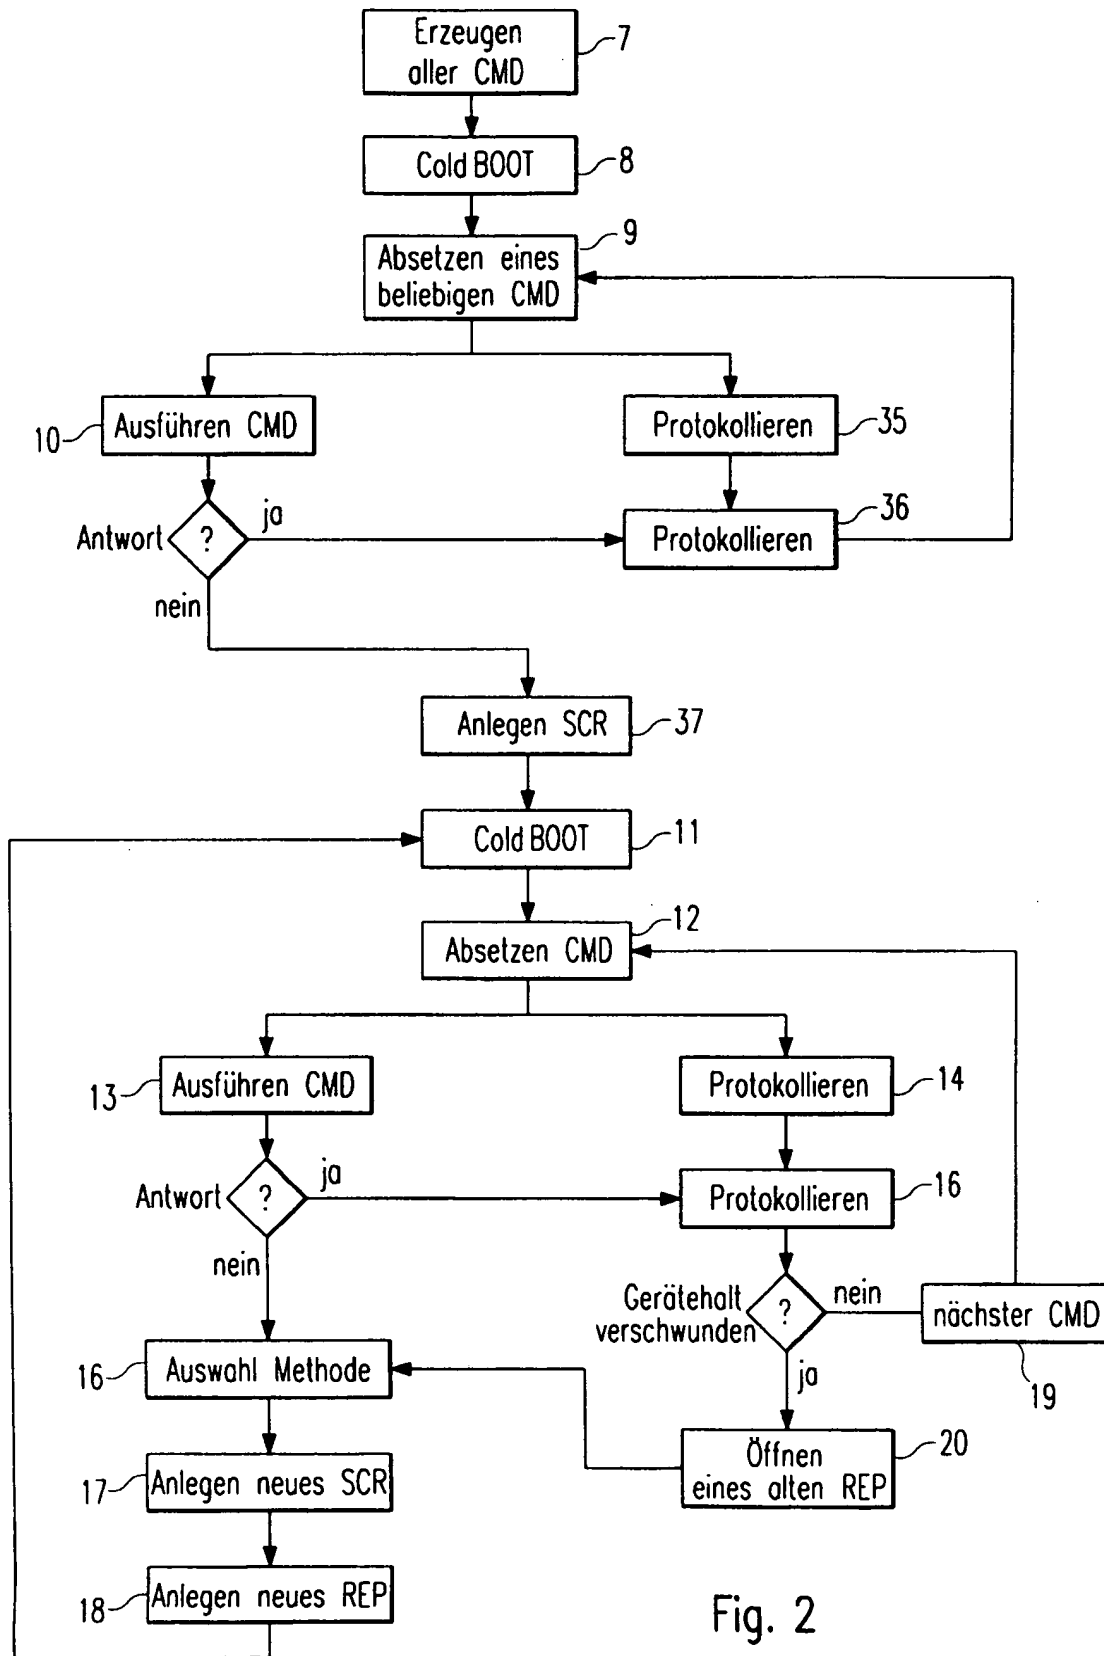 Erzeugen
aller CMD
7
Cold BOOT
8
9
Absetzen eines
beliebigen CMD
10
Ausführen CMD
Protokollieren
35
Antwort
?
ja
Protokollieren
36
nein
Anlegen SCR
37
Cold BOOT
11
12
Absetzen CMD
13
Ausführen CMD
Protokollieren
14
Antwort
?
ja
Protokollieren
16
nein
Gerätehalt
verschwunden
?
nein
nächster CMD
19
16
Auswahl Methode
ja
20
Öffnen
eines alten REP
17
Anlegen neues SCR
18
Anlegen neues REP
Fig. 2